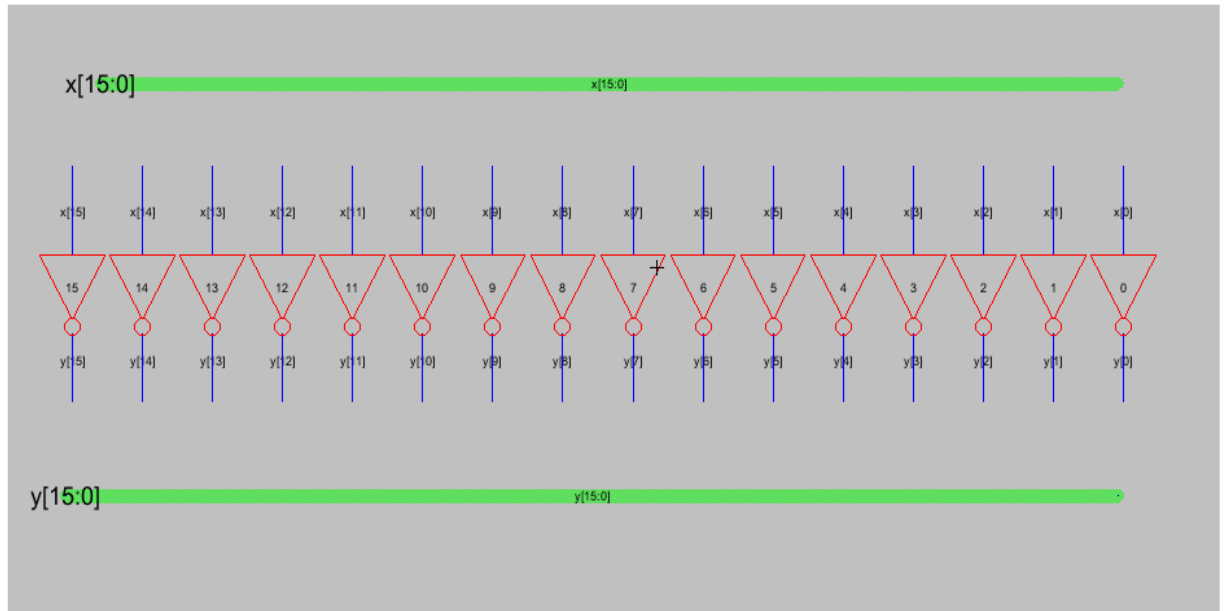 x[15:0] x[15:0]
x[15] x[14] x[13] x[12] x[11] x[10] x[9] x[8] x[7] x[6] x[5] x[4] x[3] x[2] x[1] x[0]
15 14 13 12 11 10 9 8 7 6 5 4 3 2 1 0
y[15] y[14] y[13] y[12] y[11] y[10] y[9] y[8] y[7] y[6] y[5] y[4] y[3] y[2] y[1] y[0]
y[15:0] y[15:0]